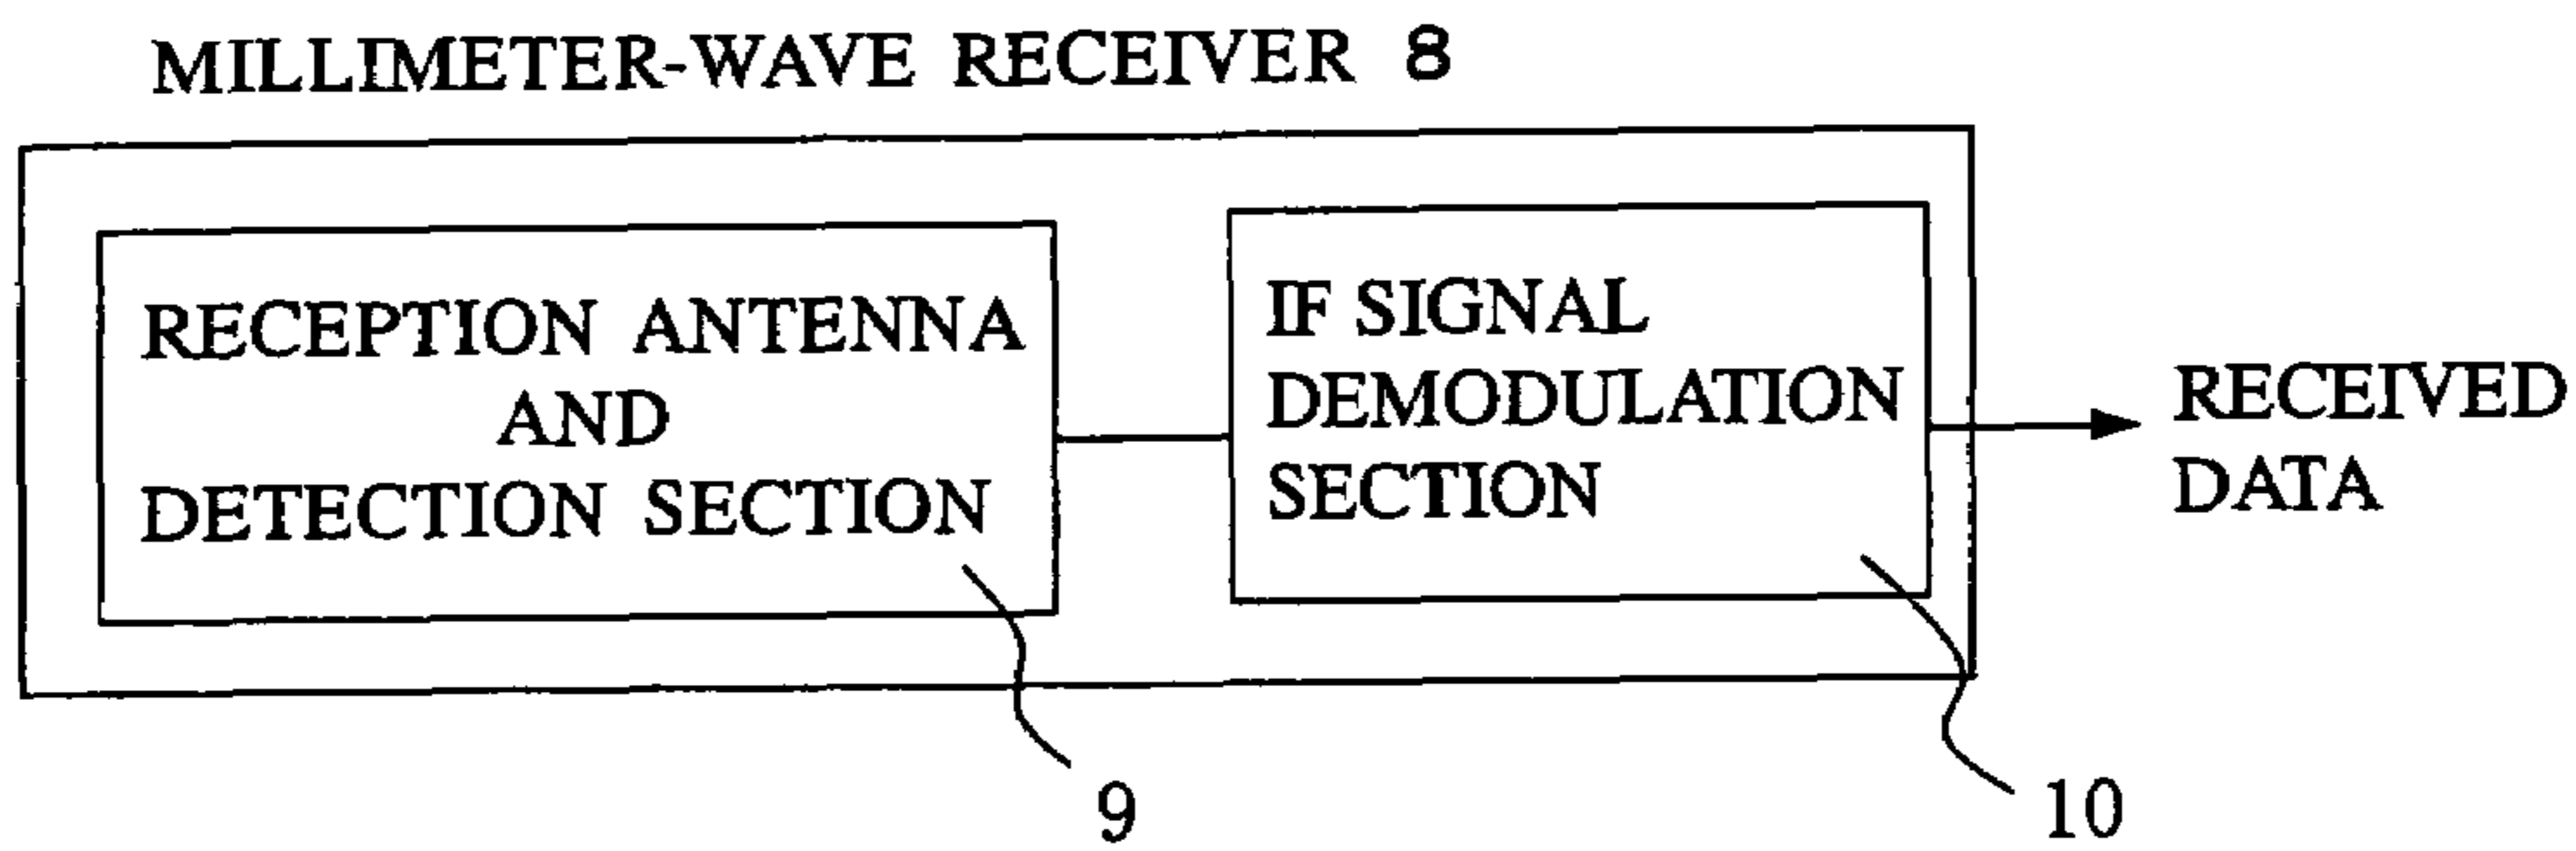 MILLIMETER-WAVE RECEIVER 8
RECEPTION ANTENNA
AND
DETECTION SECTION
IF SIGNAL
DEMODULATION
SECTION
RECEIVED
DATA
9
10